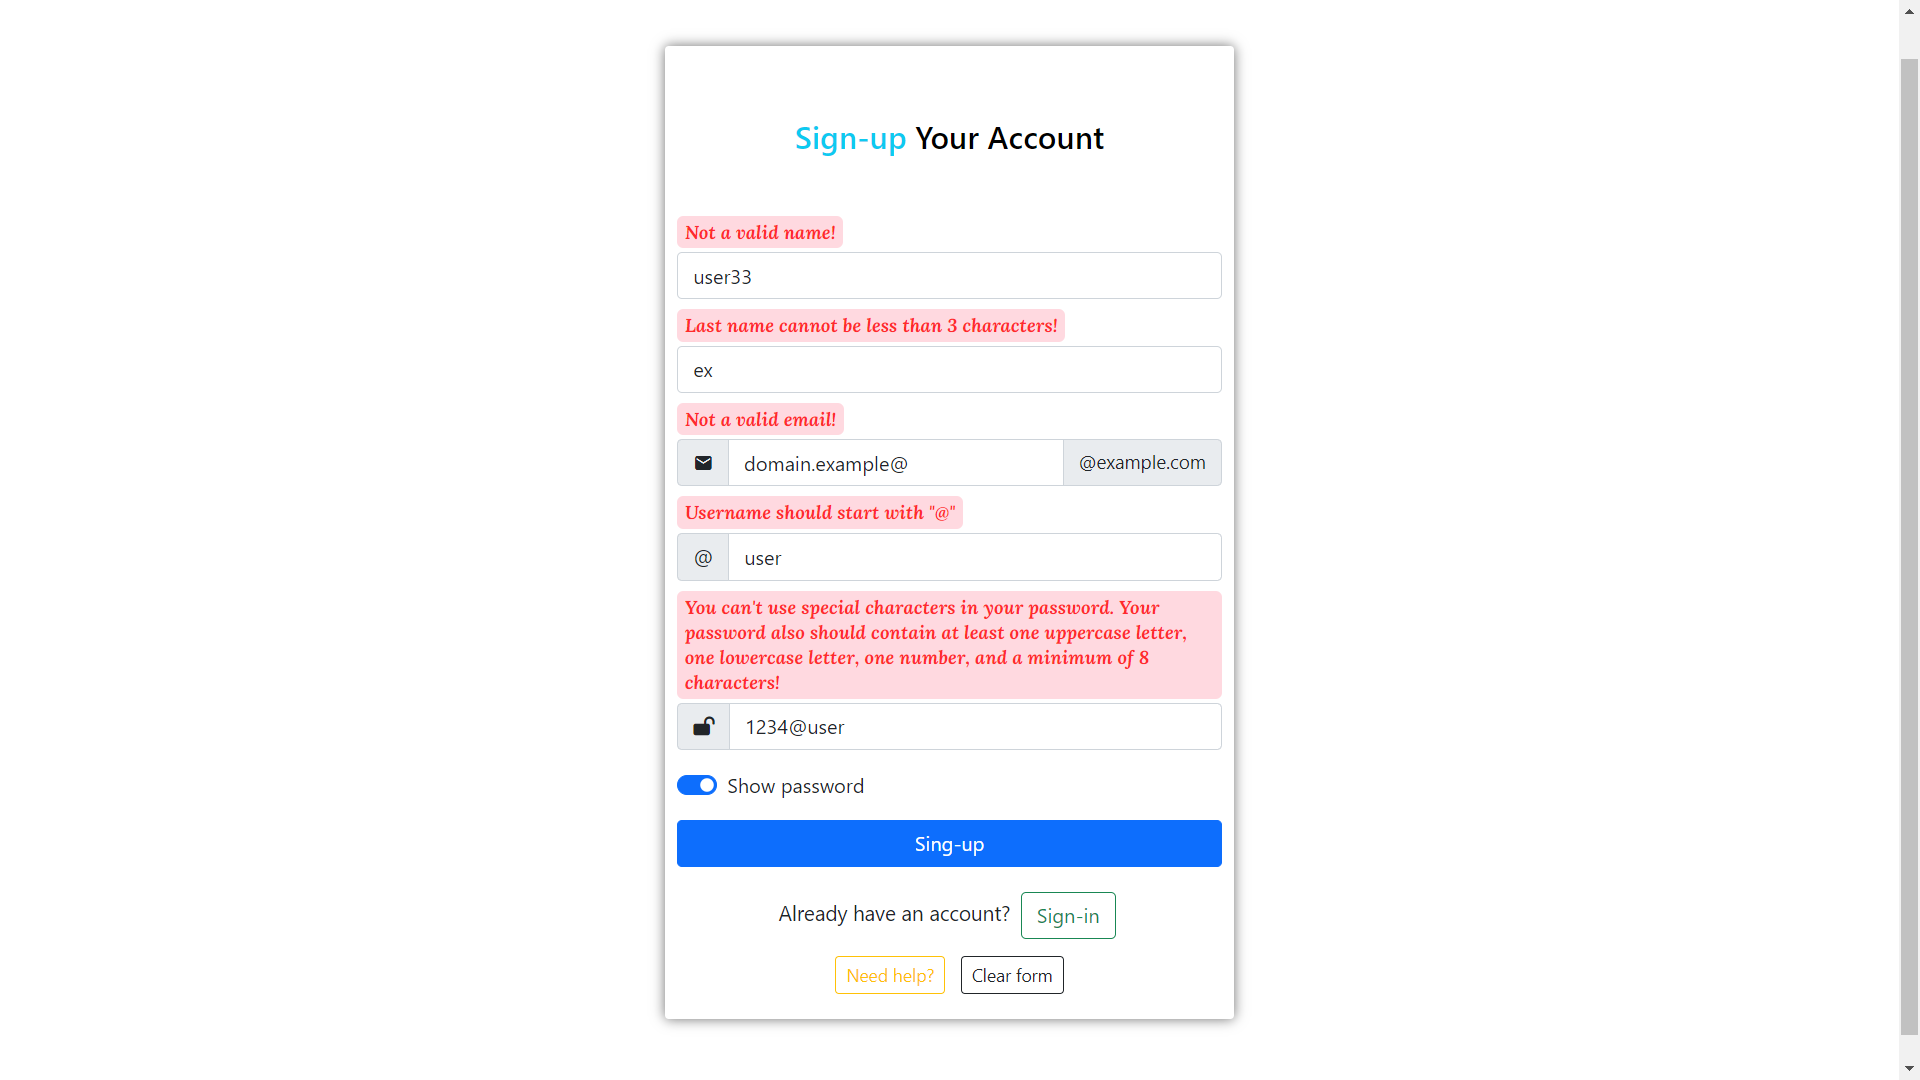 Sign-up Your Account
Not a valid name!
user33
Last name cannot be less than 3 characters!
ex
Not a valid email!
domain.example@ @example.com
Username should start with "@"
@ user
You can't use special characters in your password. Your
password also should contain at least one uppercase letter,
one lowercase letter, one number, and a minimum of 8
characters!
1234@user
Show password
Sing-up
Already have an account? Sign-in
Need help? Clear form